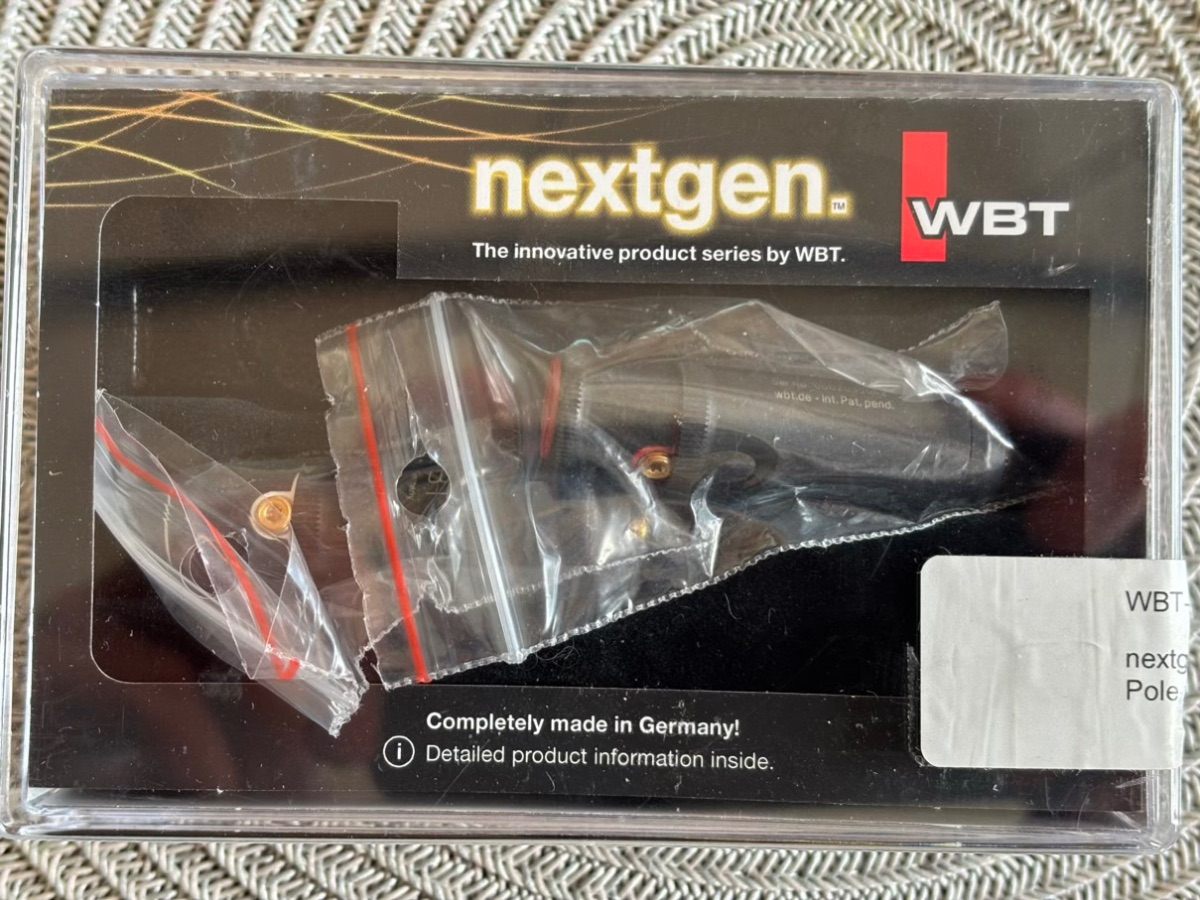 nextgen.™
WBT
The innovative product series by WBT.
wbt.de - Int. Pat. pend.
WBT-
nextg
Pole
Completely made in Germany!
i Detailed product information inside.